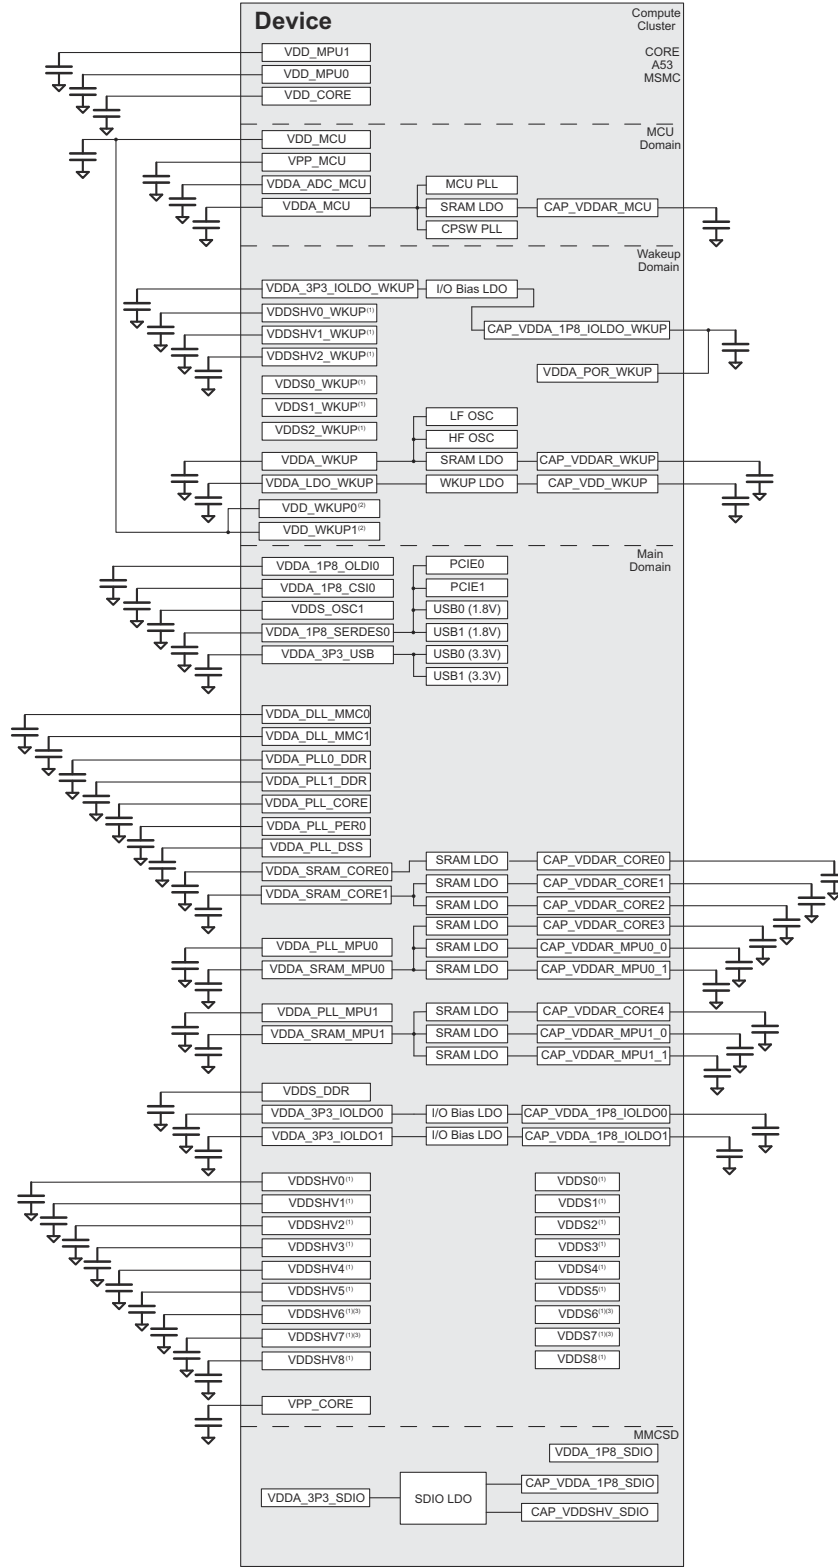 Device
Compute
Cluster
CORE
A53
MSMC
VDD_MPU1
VDD_MPU0
VDD_CORE
MCU
Domain
VDD_MCU
VPP_MCU
VDDA_ADC_MCU
MCU PLL
VDDA_MCU
SRAM LDO
CAP_VDDAR_MCU
CPSW PLL
Wakeup
Domain
VDDA_3P3_IOLDO_WKUP
I/O Bias LDO
VDDSHV0_WKUP(1)
CAP_VDDA_1P8_IOLDO_WKUP
VDDSHV1_WKUP(1)
VDDSHV2_WKUP(1)
VDDA_POR_WKUP
VDDS0_WKUP(1)
VDDS1_WKUP(1)
LF OSC
VDDS2_WKUP(1)
HF OSC
VDDA_WKUP
SRAM LDO
CAP_VDDAR_WKUP
VDDA_LDO_WKUP
WKUP LDO
CAP_VDD_WKUP
VDD_WKUP0(2)
VDD_WKUP1(2)
Main
Domain
VDDA_1P8_OLDI0
PCIE0
VDDA_1P8_CSI0
PCIE1
VDDS_OSC1
USB0 (1.8V)
VDDA_1P8_SERDES0
USB1 (1.8V)
VDDA_3P3_USB
USB0 (3.3V)
USB1 (3.3V)
VDDA_DLL_MMC0
VDDA_DLL_MMC1
VDDA_PLL0_DDR
VDDA_PLL1_DDR
VDDA_PLL_CORE
VDDA_PLL_PER0
VDDA_PLL_DSS
VDDA_SRAM_CORE0
SRAM LDO
CAP_VDDAR_CORE0
VDDA_SRAM_CORE1
SRAM LDO
CAP_VDDAR_CORE1
SRAM LDO
CAP_VDDAR_CORE2
SRAM LDO
CAP_VDDAR_CORE3
VDDA_PLL_MPU0
SRAM LDO
CAP_VDDAR_MPU0_0
VDDA_SRAM_MPU0
SRAM LDO
CAP_VDDAR_MPU0_1
VDDA_PLL_MPU1
SRAM LDO
CAP_VDDAR_CORE4
VDDA_SRAM_MPU1
SRAM LDO
CAP_VDDAR_MPU1_0
SRAM LDO
CAP_VDDAR_MPU1_1
VDDS_DDR
VDDA_3P3_IOLDO0
I/O Bias LDO
CAP_VDDA_1P8_IOLDO0
VDDA_3P3_IOLDO1
I/O Bias LDO
CAP_VDDA_1P8_IOLDO1
VDDSHV0(1)
VDDS0(1)
VDDSHV1(1)
VDDS1(1)
VDDSHV2(1)
VDDS2(1)
VDDSHV3(1)
VDDS3(1)
VDDSHV4(1)
VDDS4(1)
VDDSHV5(1)
VDDS5(1)
VDDSHV6(1)(3)
VDDS6(1)(3)
VDDSHV7(1)(3)
VDDS7(1)(3)
VDDSHV8(1)
VDDS8(1)
VPP_CORE
MMCSD
VDDA_1P8_SDIO
CAP_VDDA_1P8_SDIO
VDDA_3P3_SDIO
SDIO LDO
CAP_VDDSHV_SDIO